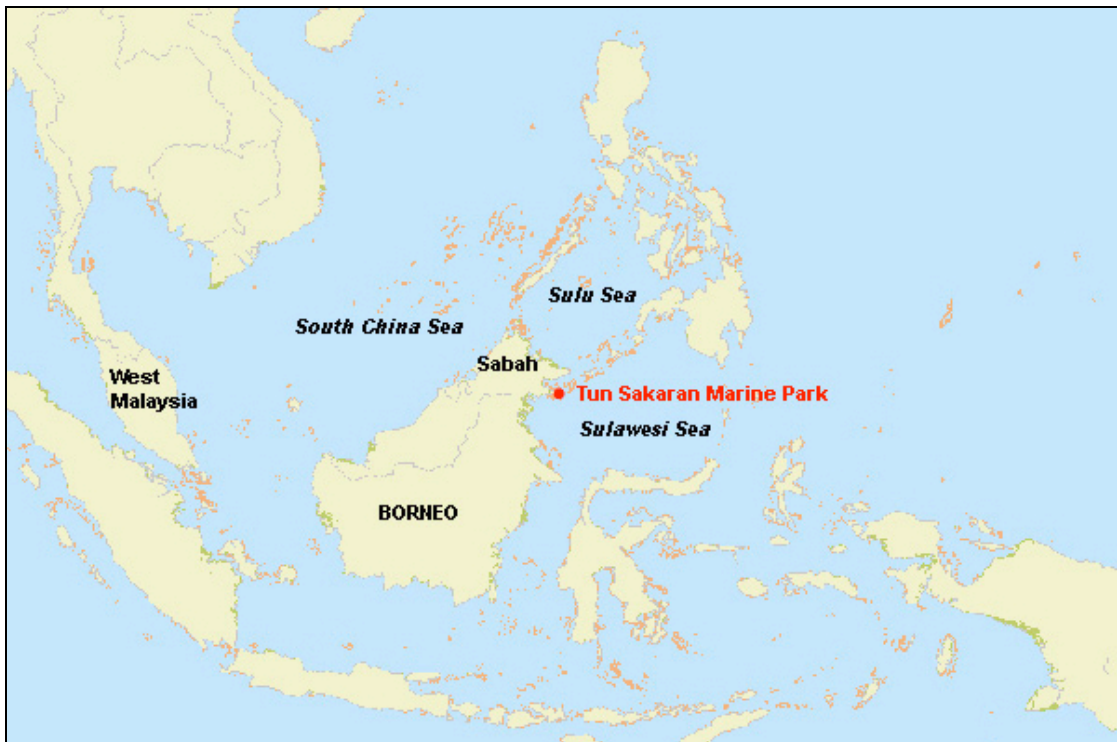 Sulu Sea
South China Sea
Sabah
West
Malaysia
Tun Sakaran Marine Park
Sulawesi Sea
BORNEO